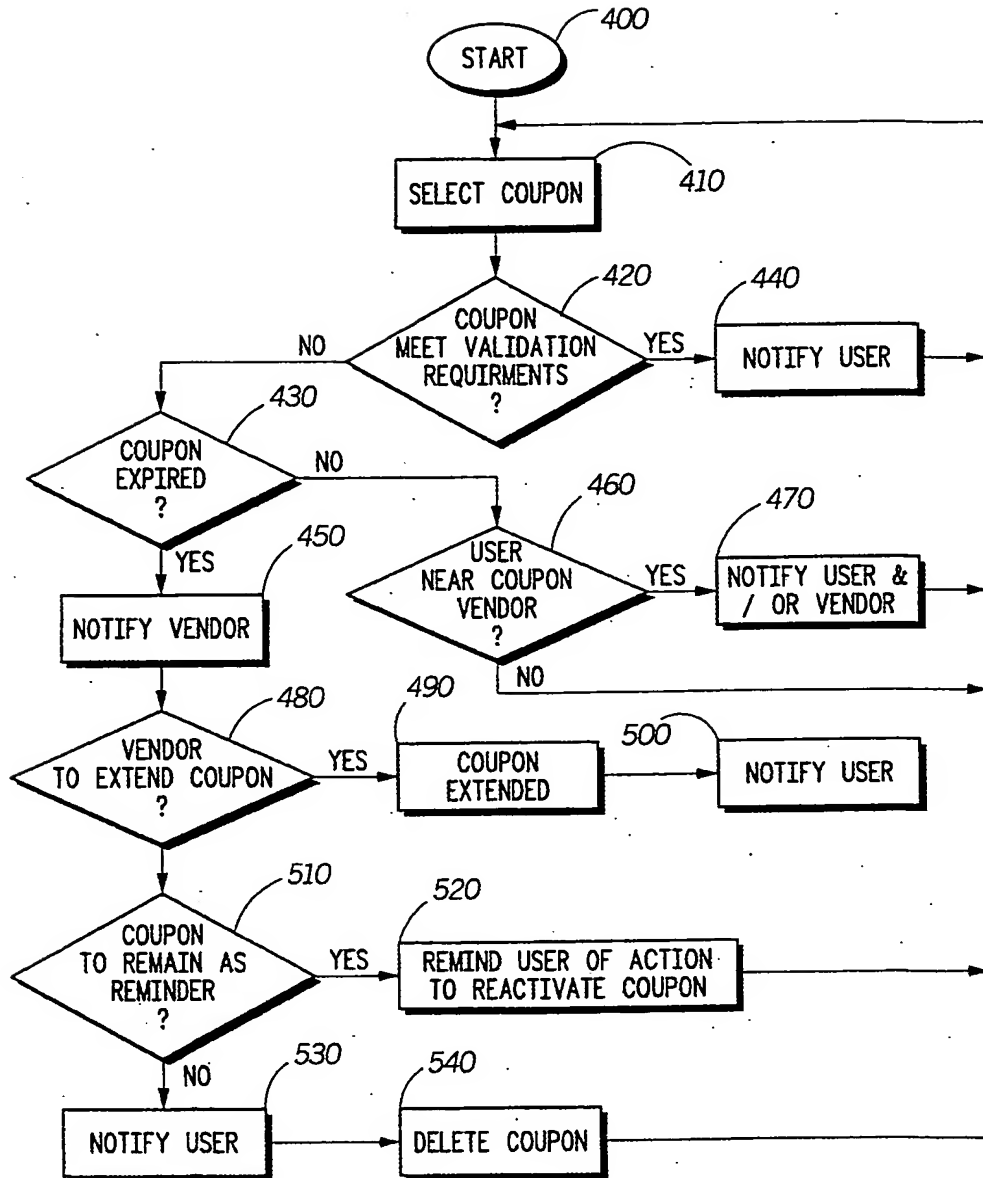 400
START
SELECT COUPON
410
420
COUPON
MEET VALIDATION
REQUIRMENTS
?
NO
YES
440
NOTIFY USER
430
COUPON
EXPIRED
?
NO
YES
450
NOTIFY VENDOR
460
USER
NEAR COUPON
VENDOR
?
YES
NO
470
NOTIFY USER &
/ OR VENDOR
480
VENDOR
TO EXTEND COUPON
?
YES
490
COUPON
EXTENDED
500
NOTIFY USER
510
COUPON
TO REMAIN AS
REMINDER
?
YES
NO
520
REMIND USER OF ACTION
TO REACTIVATE COUPON
530
NOTIFY USER
540
DELETE COUPON